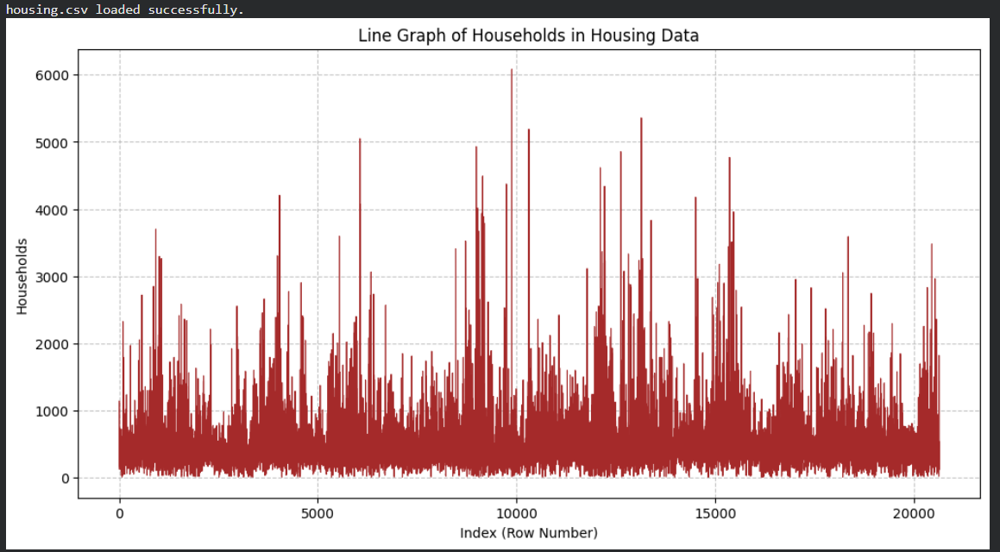 housing.csv loaded successfully.
Line Graph of Households in Housing Data
6000
5000
4000
3000
2000
1000
0
Households
0 5000 10000 15000 20000
Index (Row Number)